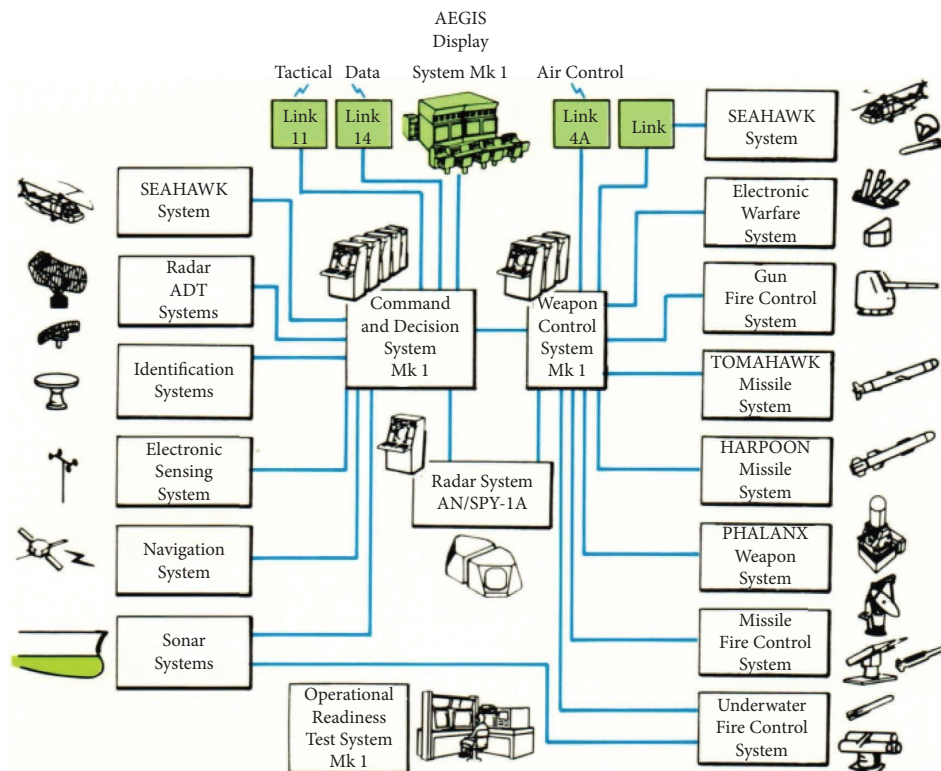 AEGIS
Display
System Mk 1
Tactical
Data
Air Control
Link
11
Link
14
Link
4A
Link
SEAHAWK
System
SEAHAWK
System
Electronic
Warfare
System
Radar
ADT
Systems
Gun
Fire Control
System
Command
and Decision
System
Mk 1
Weapon
Control
System
Mk 1
Identification
Systems
TOMAHAWK
Missile
System
Electronic
Sensing
System
Radar System
AN/SPY-1A
HARPOON
Missile
System
Navigation
System
PHALANX
Weapon
System
Sonar
Systems
Missile
Fire Control
System
Operational
Readiness
Test System
Mk 1
Underwater
Fire Control
System